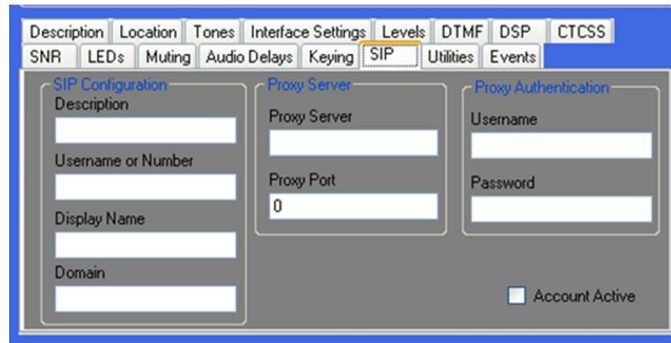 Description Location Tones Interface Settings Levels DTMF DSP CTCSS
SNR LEDs Muting Audio Delays Keying SIP Utilities Events
SIP Configuration
Description
Username or Number
Display Name
Domain
Proxy Server
Proxy Server
Proxy Port
0
Proxy Authentication
Username
Password
Account Active